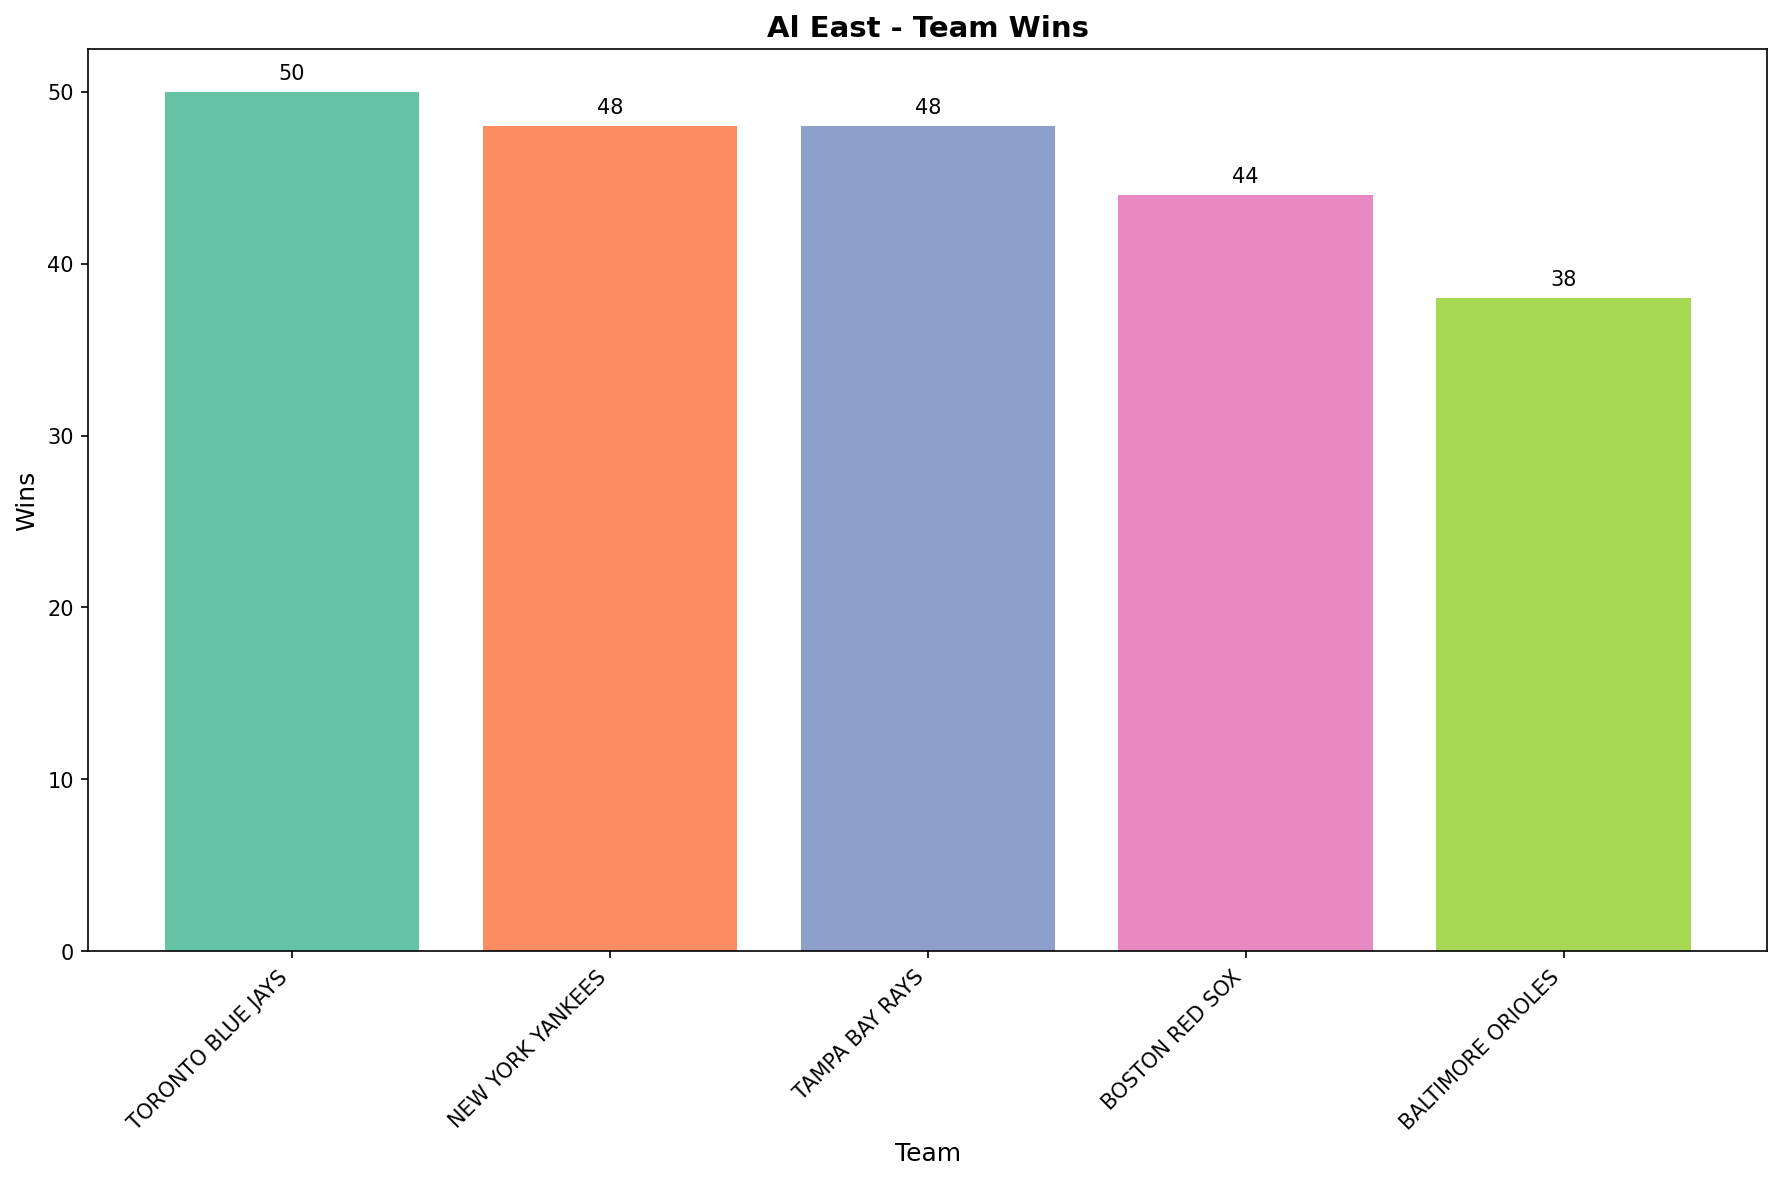 Al East - Team Wins
50
48
48
44
38
50
40
30
20
10
0
Wins
TORONTO BLUE JAYS
NEW YORK YANKEES
TAMPA BAY RAYS
BOSTON RED SOX
BALTIMORE ORIOLES
Team